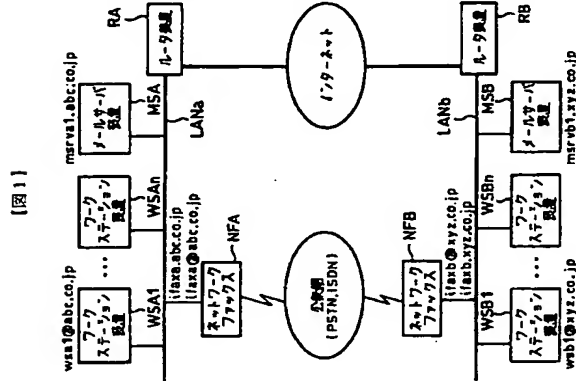 【図1】
wsa1@abc.co.jp
ワーク
ステーション
装置
WSA1
...
ワーク
ステーション
装置
WSAn
msrva1.abc.co.jp
メールサーバ
装置
MSA
ルータ装置
RA
LANa
ifaxa.abc.co.jp
ifaxa@abc.co.jp
ネットワーク
ファックス
NFA
公衆網
(PSTN,ISDN)
インターネット
ネットワーク
ファックス
NFB
ifaxb@xyz.co.jp
ifaxb.xyz.co.jp
LANb
ワーク
ステーション
装置
WSB1
wsb1@xyz.co.jp
...
ワーク
ステーション
装置
WSBn
メールサーバ
装置
MSB
msrvb1.xyz.co.jp
ルータ装置
RB